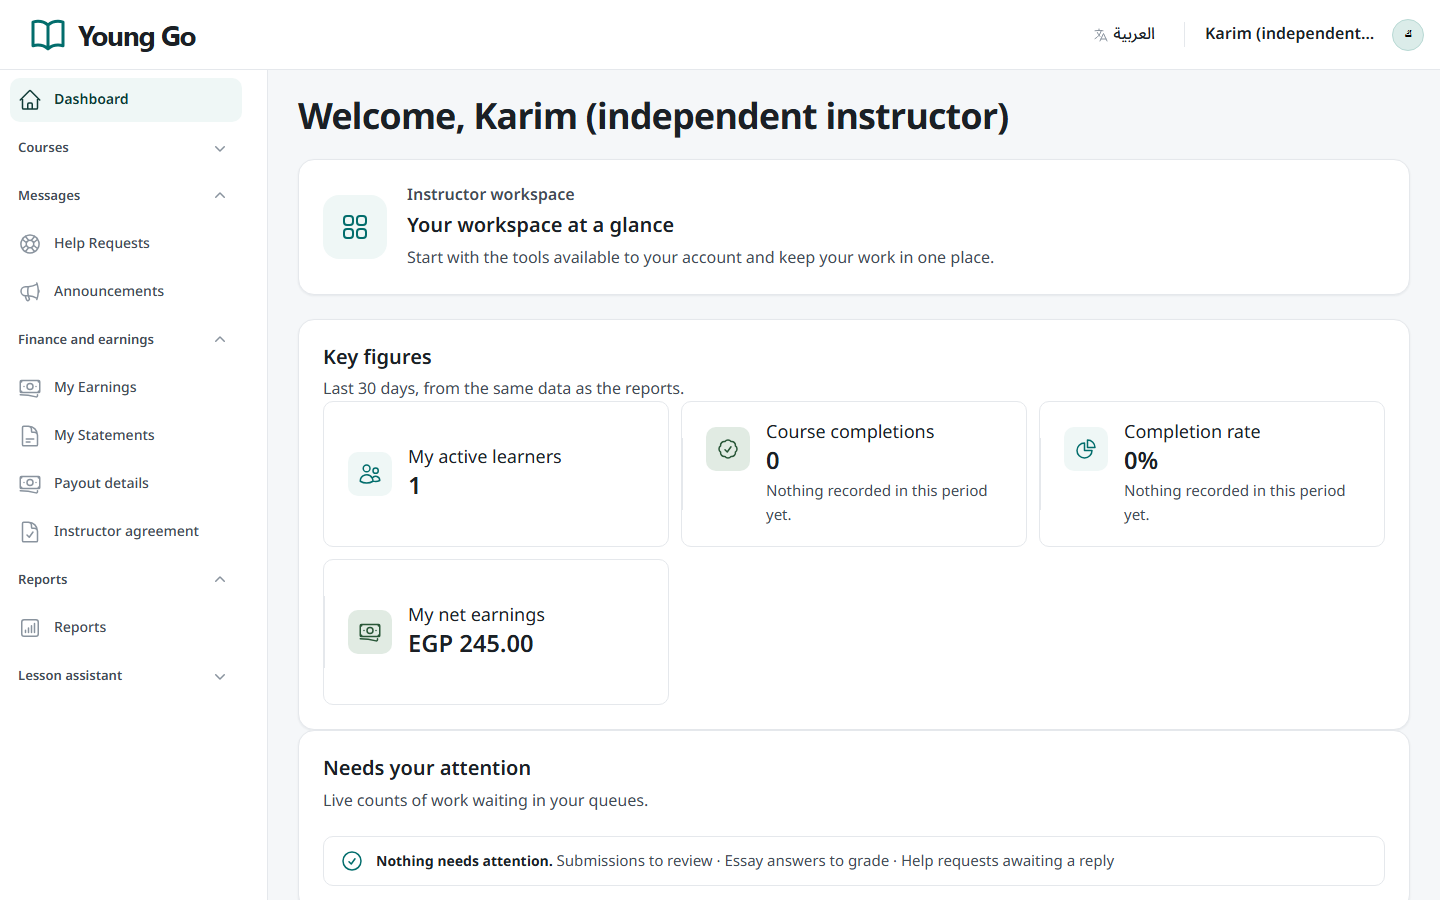 Young Go
العربية
Karim (independent...
Dashboard
Courses
Messages
Help Requests
Announcements
Finance and earnings
My Earnings
My Statements
Payout details
Instructor agreement
Reports
Reports
Lesson assistant
Welcome, Karim (independent instructor)
Instructor workspace
Your workspace at a glance
Start with the tools available to your account and keep your work in one place.
Key figures
Last 30 days, from the same data as the reports.
My active learners
1
Course completions
0
Nothing recorded in this period
yet.
Completion rate
0%
Nothing recorded in this period
yet.
My net earnings
EGP 245.00
Needs your attention
Live counts of work waiting in your queues.
Nothing needs attention. Submissions to review · Essay answers to grade · Help requests awaiting a reply